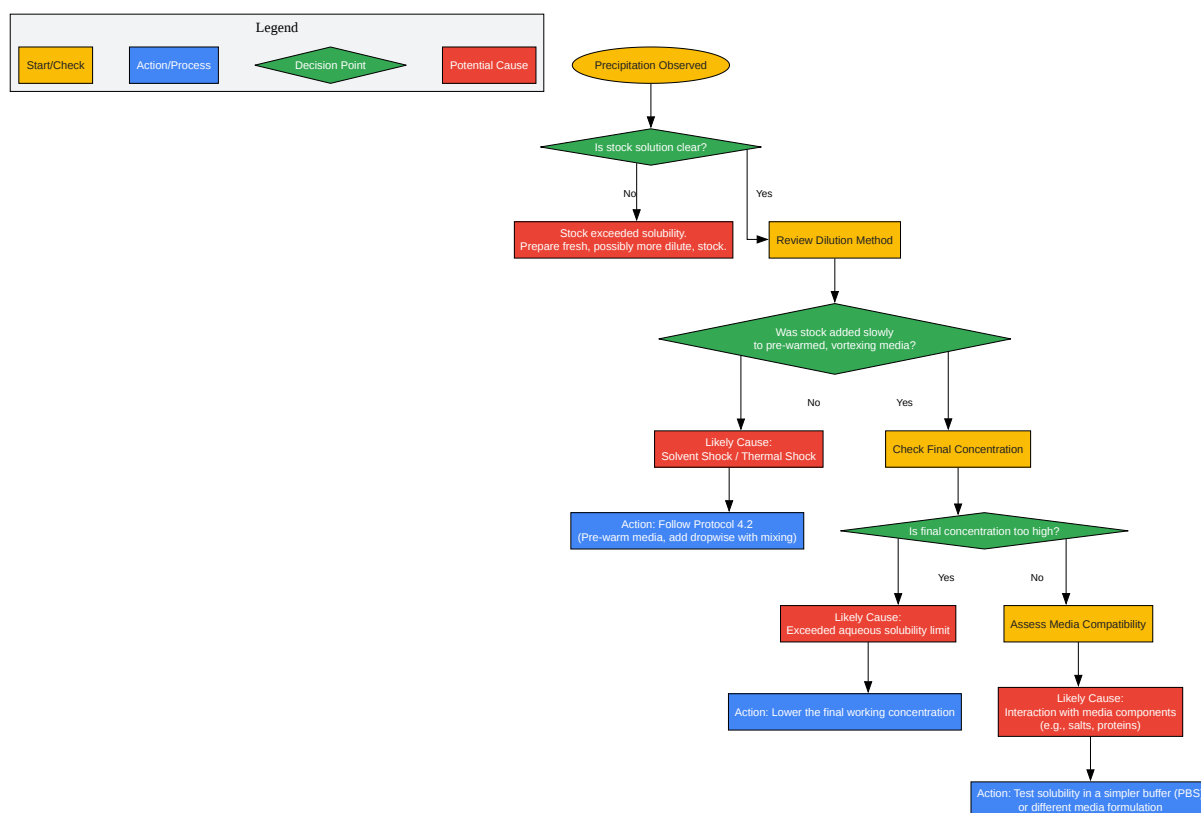 Legend
Start/Check
Action/Process
Decision Point
Potential Cause
Precipitation Observed
Is stock solution clear?
No
Yes
Stock exceeded solubility.
Prepare fresh, possibly more dilute, stock.
Review Dilution Method
Was stock added slowly
to pre-warmed, vortexing media?
No
Yes
Likely Cause:
Solvent Shock / Thermal Shock
Check Final Concentration
Action: Follow Protocol 4.2
(Pre-warm media, add dropwise with mixing)
Is final concentration too high?
Yes
No
Likely Cause:
Exceeded aqueous solubility limit
Assess Media Compatibility
Action: Lower the final working concentration
Likely Cause:
Interaction with media components
(e.g., salts, proteins)
Action: Test solubility in a simpler buffer (PBS
or different media formulation